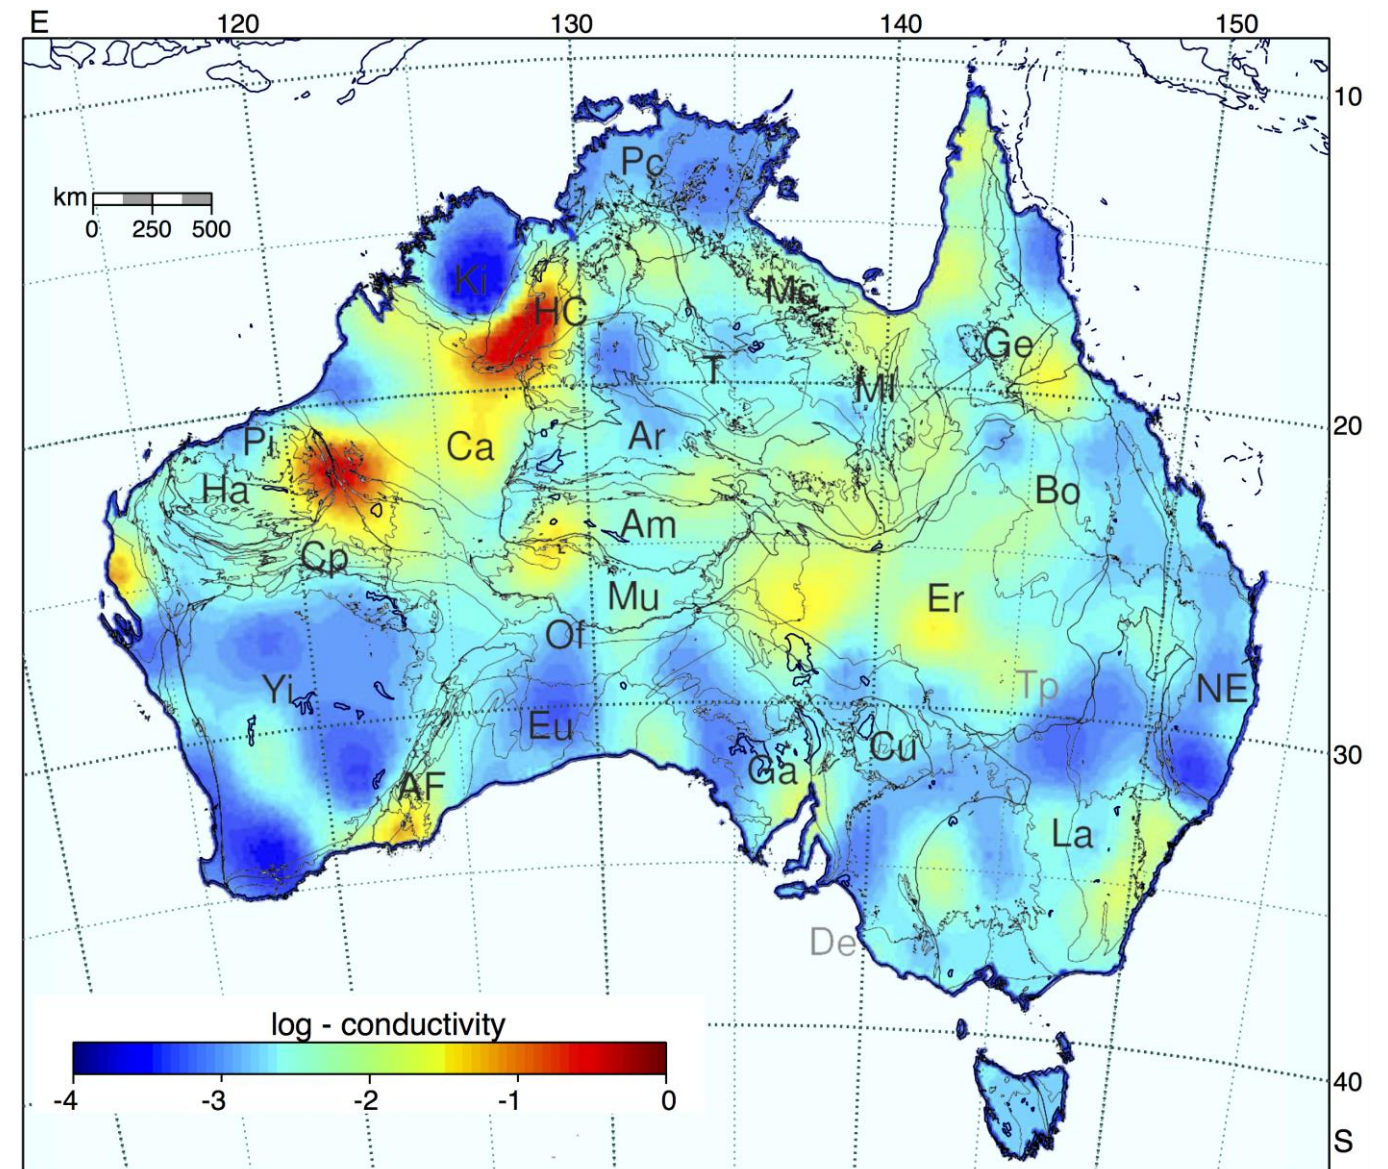 E 120 130 140 150
10
Pc
km
0 250 500
Ki
HC
Mc
Ge
T
Ml
20
Pi
Ca
Ar
Ha
Bo
Am
Cp
Mu
Er
Of
Yi
Tp
NE
Eu
Cu
30
Ga
AF
La
De
log - conductivity
-4 -3 -2 -1 0
40
S